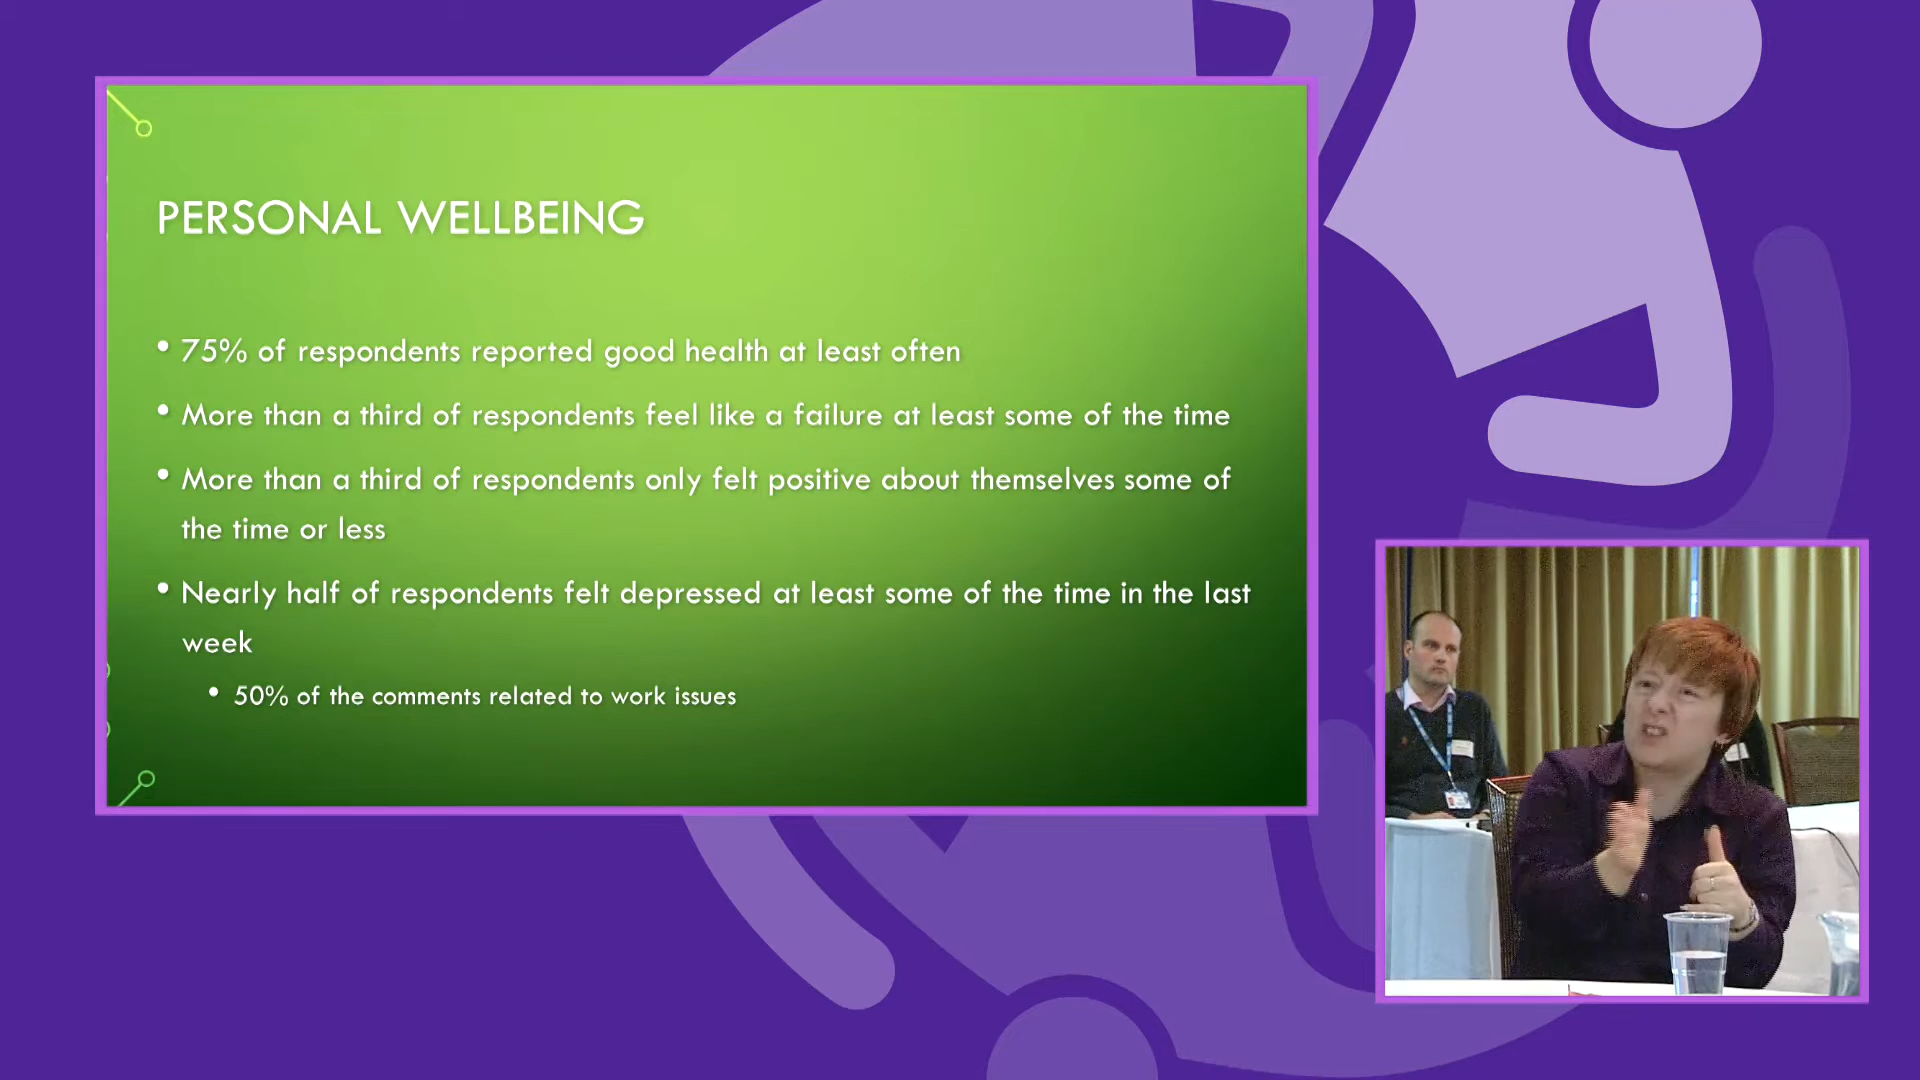 PERSONAL WELLBEING
• 75% of respondents reported good health at least often
• More than a third of respondents feel like a failure at least some of the time
• More than a third of respondents only felt positive about themselves some of
the time or less
• Nearly half of respondents felt depressed at least some of the time in the last
week
• 50% of the comments related to work issues